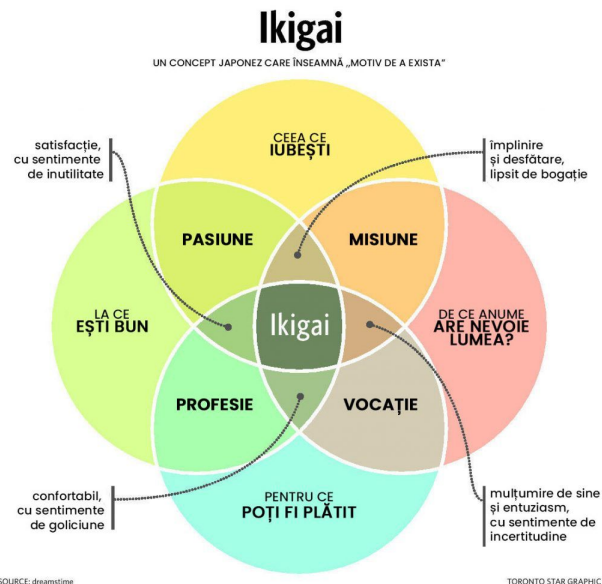 Ikigai
UN CONCEPT JAPONEZ CARE ÎNSEAMNĂ „MOTIV DE A EXISTA”
CEEA CE
IUBEȘTI
satisfacție,
cu sentimente
de inutilitate
împlinire
și desfătare,
lipsit de bogație
PASIUNE
MISIUNE
LA CE
EȘTI BUN
Ikigai
DE CE ANUME
ARE NEVOIE
LUMEA?
PROFESIE
VOCAȚIE
confortabil,
cu sentimente
de goliciune
PENTRU CE
POȚI FI PLĂTIT
mulțumire de sine
și entuziasm,
cu sentimente de
incertitudine
SOURCE: dreamstime
TORONTO STAR GRAPHIC